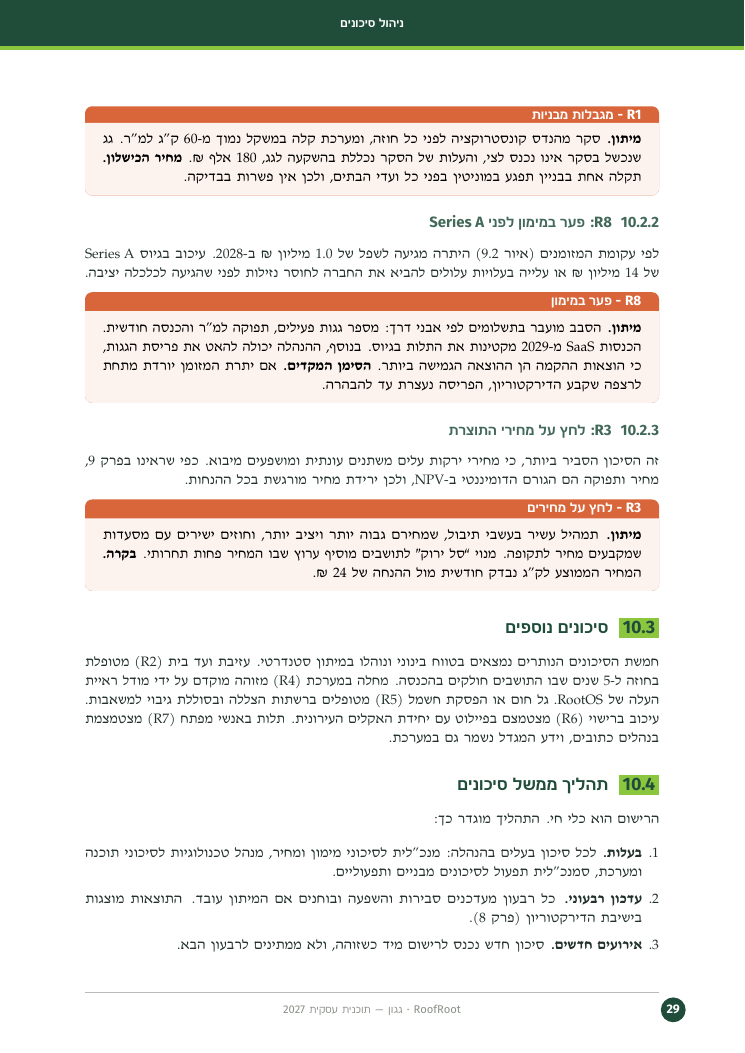 ניהול סיכונים
R1 - מגבלות מבניות
מיתון. סקר מהנדס קונסטרוקציה לפני כל חוזה, ומערכת קלה במשקל נמוך מ-60 ק״ג למ״ר. גג
שנכשל בסקר אינו נכנס לצי, והעלות של הסקר נכללת בהשקעה לגג, 180 אלף ₪. מחיר הכישלון.
תקלה אחת בבניין תפגע במוניטין בפני כל ועדי הבתים, ולכן אין פשרות בבדיקה.
10.2.2 R8: פער במימון לפני Series A
לפי עקומת המזומנים (איור 9.2) היתרה מגיעה לשפל של 1.0 מיליון ₪ ב-2028. עיכוב בגיוס Series A
של 14 מיליון ₪ או עלייה בעלויות עלולים להביא את החברה לחוסר נזילות לפני שהגיעה לכלכלה יציבה.
R8 - פער במימון
מיתון. הסבב מועבר בתשלומים לפי אבני דרך: מספר גגות פעילים, תפוקה למ״ר והכנסה חודשית.
הכנסות SaaS מ-2029 מקטינות את התלות בגיוס. בנוסף, ההנהלה יכולה להאט את פריסת הגגות,
כי הוצאות ההקמה הן ההוצאה הגמישה ביותר. הסימן המקדים. אם יתרת המזומן יורדת מתחת
לרצפה שקבע הדירקטוריון, הפריסה נעצרת עד להבהרה.
10.2.3 R3: לחץ על מחירי התוצרת
זה הסיכון הסביר ביותר, כי מחירי ירקות עלים משתנים עונתית ומושפעים מיבוא. כפי שראינו בפרק 9,
מחיר ותפוקה הם הגורם הדומיננטי ב-NPV, ולכן ירידת מחיר מורגשת בכל ההנחות.
R3 - לחץ על מחירים
מיתון. תמהיל עשיר בעשבי תיבול, שמחירם גבוה יותר ויציב יותר, וחוזים ישירים עם מסעדות
שמקבעים מחיר לתקופה. מנוי “סל ירוק” לתושבים מוסיף ערוץ שבו המחיר פחות תחרותי. בקרה.
המחיר הממוצע לק״ג נבדק חודשית מול ההנחה של 24 ₪.
10.3 סיכונים נוספים
חמשת הסיכונים הנותרים נמצאים בטווח בינוני ונוהלו במיתון סטנדרטי. עזיבת ועד בית (R2) מטופלת
בחוזה ל-5 שנים שבו התושבים חולקים בהכנסה. מחלה במערכת (R4) מזוהה מוקדם על ידי מודל ראיית
העלה של RootOS. גל חום או הפסקת חשמל (R5) מטופלים ברשתות הצללה ובסוללת גיבוי למשאבות.
עיכוב ברישוי (R6) מצטמצם בפיילוט עם יחידת האקלים העירונית. תלות באנשי מפתח (R7) מצטמצמת
בנהלים כתובים, וידע המגדל נשמר גם במערכת.
10.4 תהליך ממשל סיכונים
הרישום הוא כלי חי. התהליך מוגדר כך:
1. בעלות. לכל סיכון בעלים בהנהלה: מנכ״לית לסיכוני מימון ומחיר, מנהל טכנולוגיות לסיכוני תוכנה
ומערכת, סמנכ״לית תפעול לסיכונים מבניים ותפעוליים.
2. עדכון רבעוני. כל רבעון מעדכנים סבירות והשפעה ובוחנים אם המיתון עובד. התוצאות מוצגות
בישיבת הדירקטוריון (פרק 8).
3. אירועים חדשים. סיכון חדש נכנס לרישום מיד כשזוהה, ולא ממתינים לרבעון הבא.
RoofRoot · גגון — תוכנית עסקית 2027
29